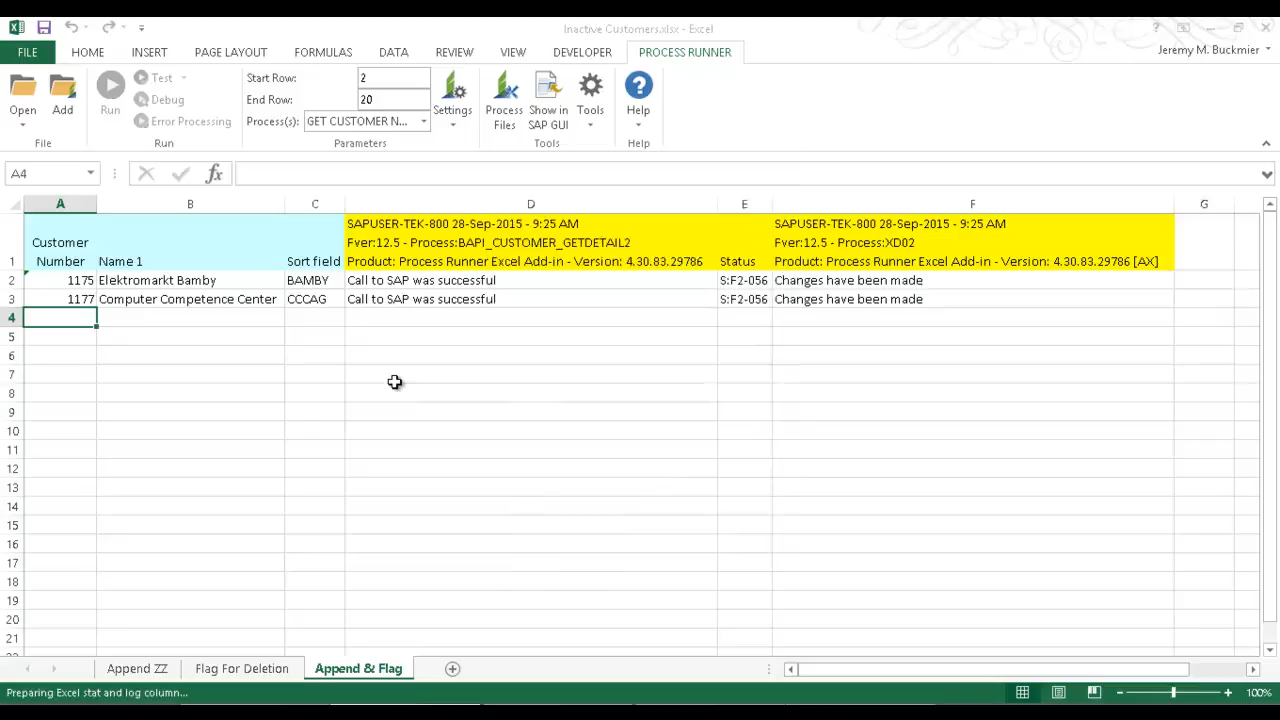 Inactive Customers.xlsx - Excel
FILE
HOME
INSERT
PAGE LAYOUT
FORMULAS
DATA
REVIEW
VIEW
DEVELOPER
PROCESS RUNNER
Jeremy M. Buckmier
Open
Add
File
Run
Test
Debug
Error Processing
Run
Start Row:
2
End Row:
20
Process(s):
GET CUSTOMER N...
Parameters
Settings
Process Files
Show in SAP GUI
Tools
Tools
Help
Help
A4
fx
A B C D E F G
1
Customer
Number
Name 1
Sort field
SAPUSER-TEK-800 28-Sep-2015 - 9:25 AM
Fver:12.5 - Process:BAPI_CUSTOMER_GETDETAIL2
Product: Process Runner Excel Add-in - Version: 4.30.83.29786
Status
SAPUSER-TEK-800 28-Sep-2015 - 9:25 AM
Fver:12.5 - Process:XD02
Product: Process Runner Excel Add-in - Version: 4.30.83.29786 [AX]
2 1175 Elektromarkt Bamby BAMBY Call to SAP was successful S:F2-056 Changes have been made
3 1177 Computer Competence Center CCCAG Call to SAP was successful S:F2-056 Changes have been made
4
5
6
7
8
9
10
11
12
13
14
15
16
17
18
19
20
21
Append ZZ
Flag For Deletion
Append & Flag
Preparing Excel stat and log column...
100%